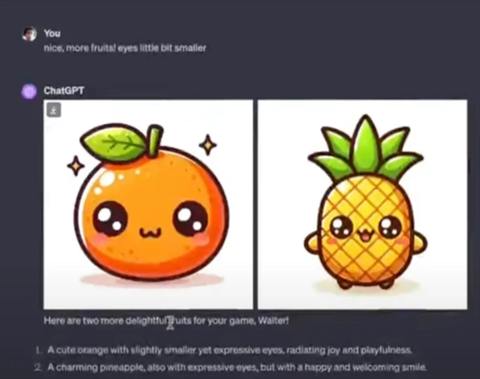 You
nice, more fruits! eyes little bit smaller
ChatGPT
Here are two more delightful fruits for your game, Walter!
1. A cute orange with slightly smaller yet expressive eyes, radiating joy and playfulness.
2. A charming pineapple, also with expressive eyes, but with a happy and welcoming smile.